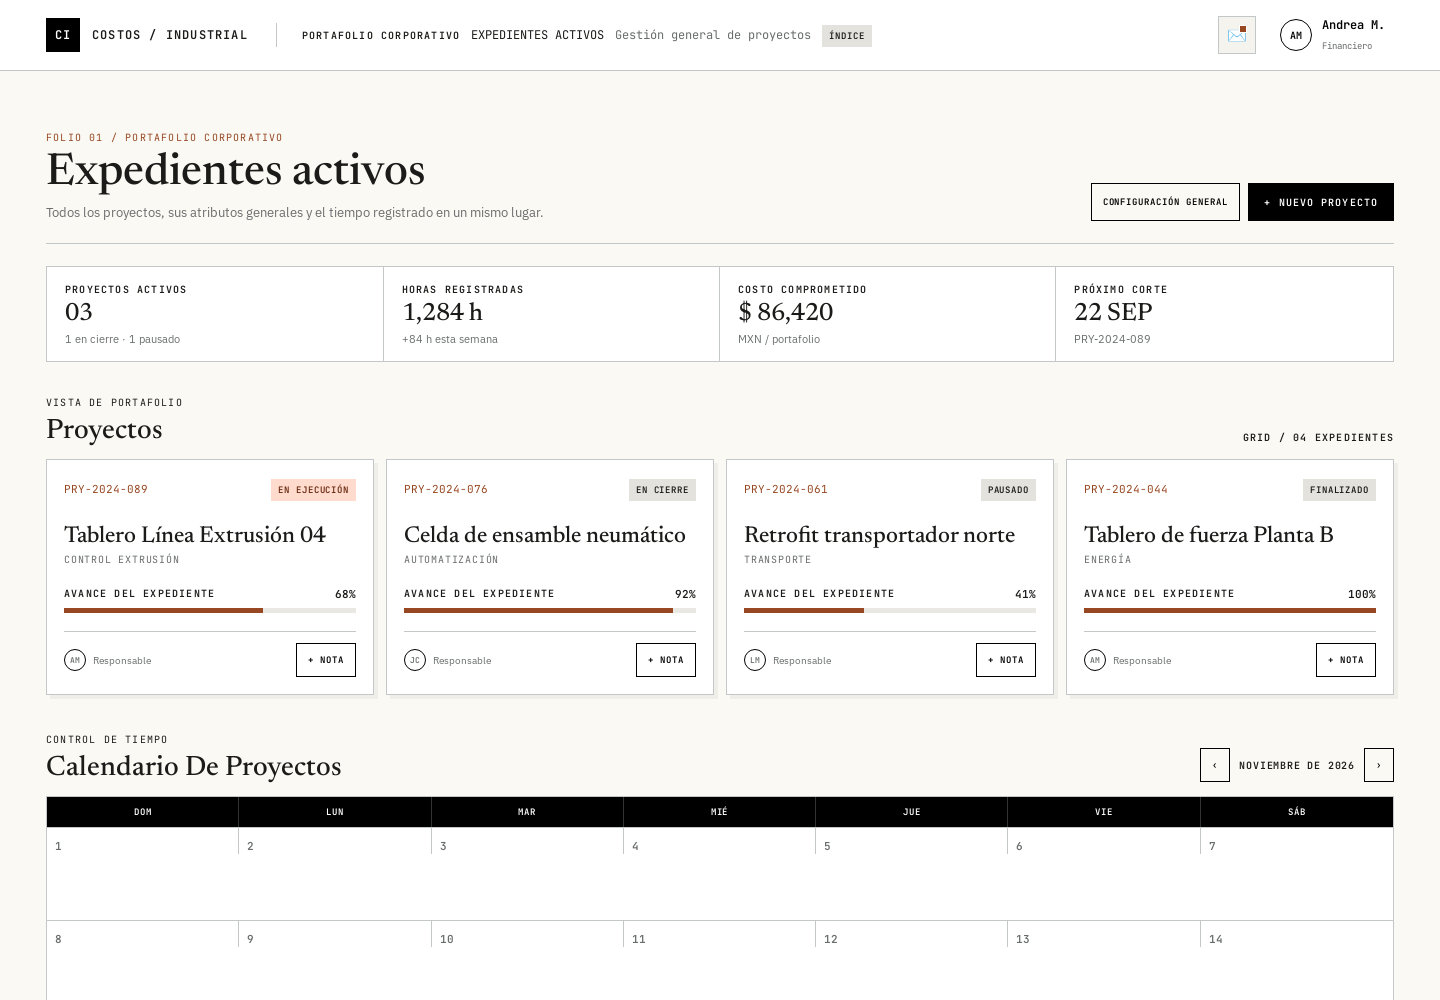 CI COSTOS / INDUSTRIAL PORTAFOLIO CORPORATIVO EXPEDIENTES ACTIVOS Gestión general de proyectos ÍNDICE AM Andrea M.
Financiero
FOLIO 01 / PORTAFOLIO CORPORATIVO
Expedientes activos
Todos los proyectos, sus atributos generales y el tiempo registrado en un mismo lugar.
CONFIGURACIÓN GENERAL + NUEVO PROYECTO
PROYECTOS ACTIVOS HORAS REGISTRADAS COSTO COMPROMETIDO PRÓXIMO CORTE
03 1,284 h $ 86,420 22 SEP
1 en cierre · 1 pausado +84 h esta semana MXN / portafolio PRY-2024-089
VISTA DE PORTAFOLIO
Proyectos
GRID / 04 EXPEDIENTES
PRY-2024-089 EN EJECUCIÓN PRY-2024-076 EN CIERRE PRY-2024-061 PAUSADO PRY-2024-044 FINALIZADO
Tablero Línea Extrusión 04 Celda de ensamble neumático Retrofit transportador norte Tablero de fuerza Planta B
CONTROL EXTRUSIÓN AUTOMATIZACIÓN TRANSPORTE ENERGÍA
AVANCE DEL EXPEDIENTE 68% AVANCE DEL EXPEDIENTE 92% AVANCE DEL EXPEDIENTE 41% AVANCE DEL EXPEDIENTE 100%
AM Responsable + NOTA JC Responsable + NOTA LM Responsable + NOTA AM Responsable + NOTA
CONTROL DE TIEMPO
Calendario De Proyectos
‹ NOVIEMBRE DE 2026 ›
DOM LUN MAR MIÉ JUE VIE SÁB
1 2 3 4 5 6 7
8 9 10 11 12 13 14